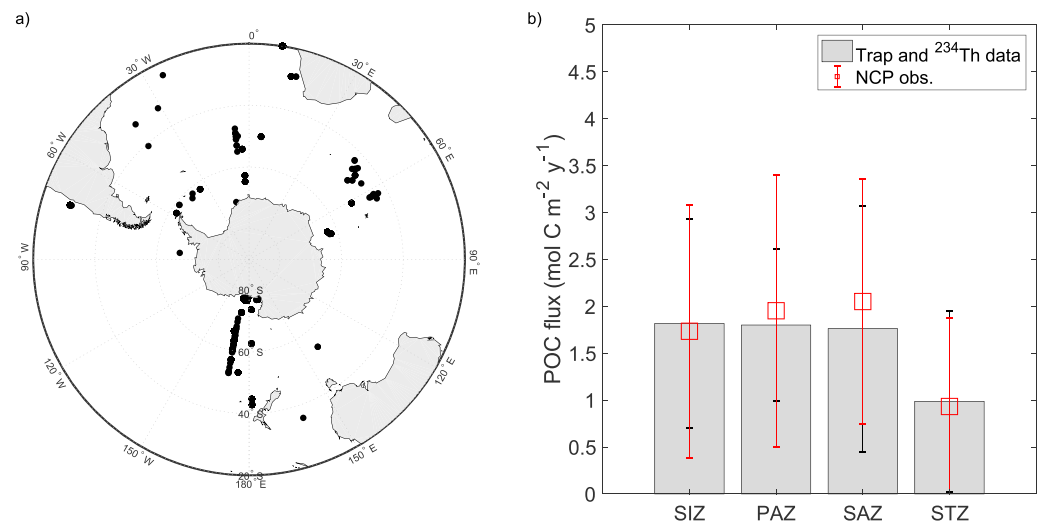 a)
0°
30° W
30° E
60° W
60° E
90° W
90° E
80° S
60° S
40° S
20° S
120° W
120° E
150° W
150° E
180° E
b)
POC flux (mol C m⁻² y⁻¹)
5
4.5
4
3.5
3
2.5
2
1.5
1
0.5
0
Trap and ²³⁴Th data
NCP obs.
SIZ PAZ SAZ STZ